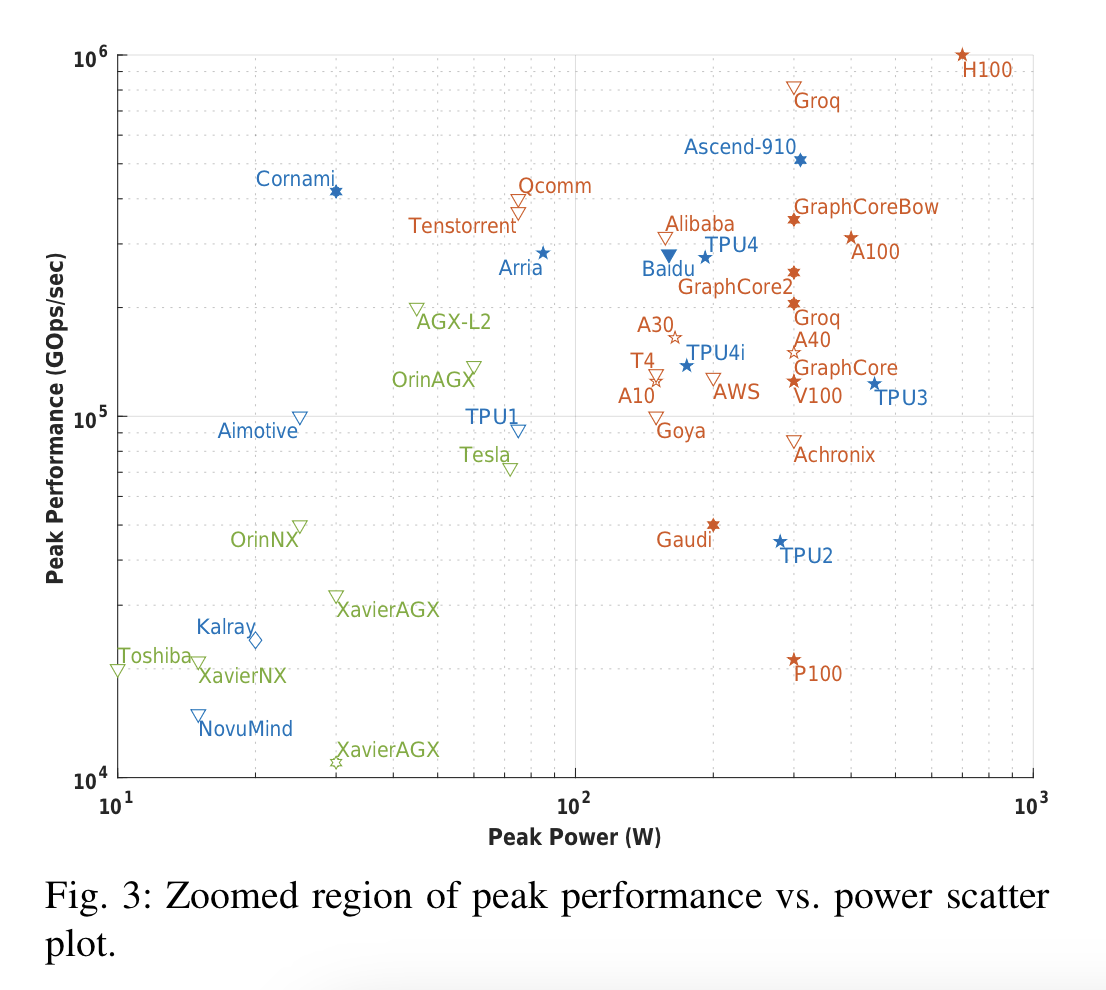 10^6
H100
Groq
Ascend-910
Cornami
Qcomm
GraphCoreBow
Tenstorrent
Alibaba
TPU4
A100
Arria
Baidu
GraphCore2
AGX-L2
Groq
A30
A40
TPU4i
T4
GraphCore
OrinAGX
A10
AWS
V100
TPU3
10^5
Aimotive
TPU1
Goya
Tesla
Achronix
OrinNX
Gaudi
TPU2
XavierAGX
Kalray
Toshiba
XavierNX
P100
NovuMind
XavierAGX
10^4
10^1
10^2
10^3
Peak Performance (GOps/sec)
Peak Power (W)
Fig. 3: Zoomed region of peak performance vs. power scatter
plot.